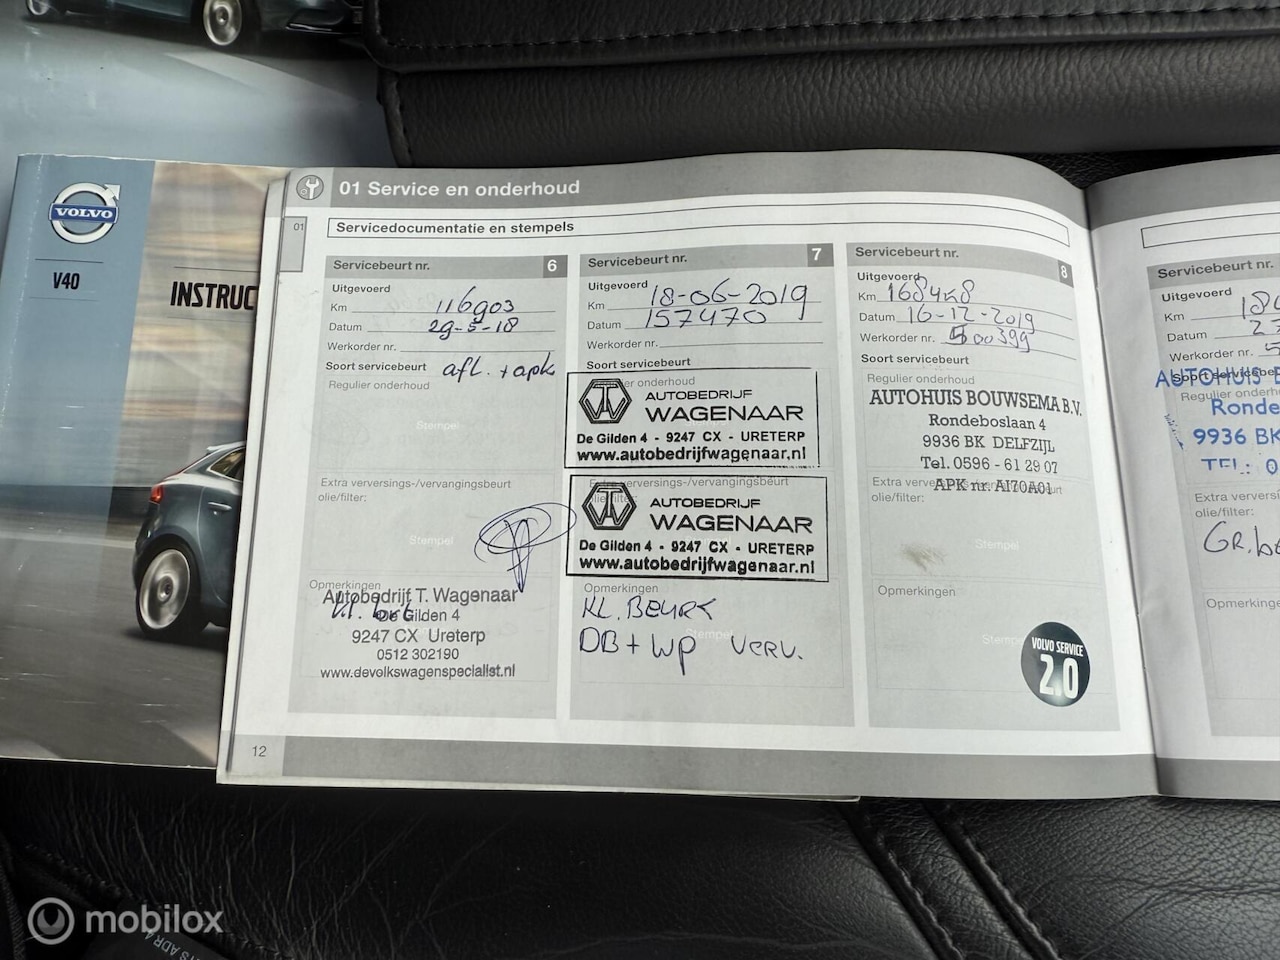 VOLVO
V40
INSTRUC
01 Service en onderhoud
01
Servicedocumentatie en stempels
Servicebeurt nr. 6
Uitgevoerd
Km 116903
Datum 29-5-18
Werkorder nr.
Soort servicebeurt afl. + apk
Regulier onderhoud
Stempel
Extra verversings-/vervangingsbeurt
olie/filter:
Stempel
Opmerkingen
Autobedrijf T. Wagenaar
De Gilden 4
9247 CX Ureterp
0512 302190
www.devolkswagenspecialist.nl
12
Servicebeurt nr. 7
Uitgevoerd 18-06-2019
Km 157470
Datum
Werkorder nr.
Soort servicebeurt
onderhoud
AUTOBEDRIJF
WAGENAAR
De Gilden 4 - 9247 CX - URETERP
www.autobedrijfwagenaar.nl
Extra verversings-/vervangingsbeurt
olie/filter:
AUTOBEDRIJF
WAGENAAR
De Gilden 4 - 9247 CX - URETERP
www.autobedrijfwagenaar.nl
Opmerkingen
KL. BEURT
DB + WP VERV.
Stempel
Servicebeurt nr. 8
Uitgevoerd
Km 168458
Datum 16-12-2019
Werkorder nr. 500399
Soort servicebeurt
Regulier onderhoud
AUTOHUIS BOUWSEMA B.V.
Rondeboslaan 4
9936 BK DELFZIJL
Tel. 0596 - 61 29 07
APK nr. AI70A01
Stempel
Opmerkingen
VOLVO SERVICE
2.0
Servicebeurt nr.
Uitgevoerd
Km
Datum
Werkorder nr.
AUTOHUIS
Ronde
9936 BK
TEL: 0
Extra versings
olie/filter:
GR.be
Opmerkingen
mobilox